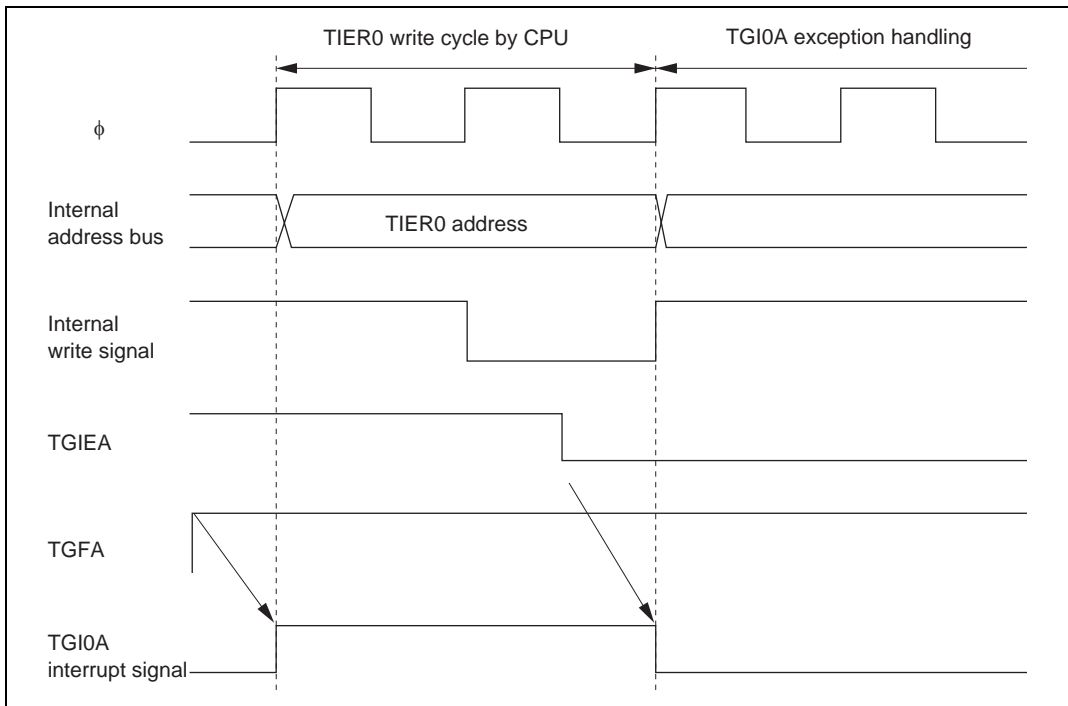 TIER0 write cycle by CPU
TGI0A exception handling
ϕ
Internal
address bus
TIER0 address
Internal
write signal
TGIEA
TGFA
TGI0A
interrupt signal